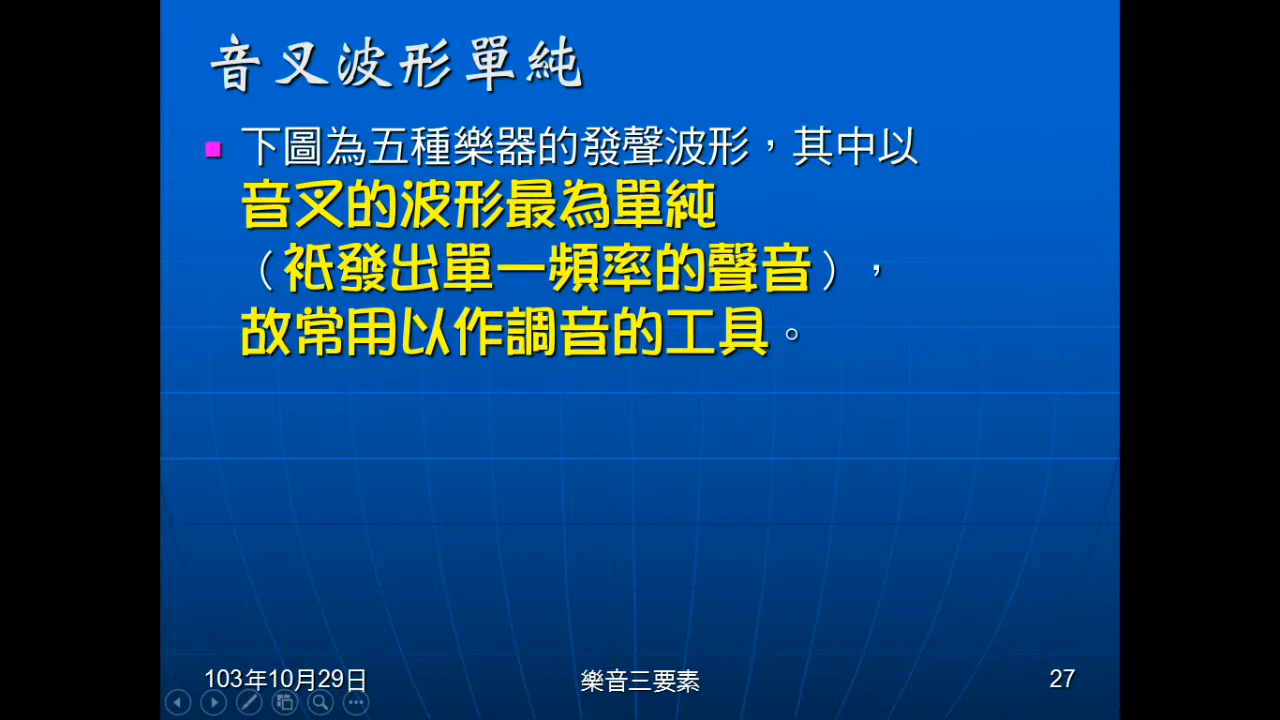 音叉波形單純
下圖為五種樂器的發聲波形，其中以
音叉的波形最為單純
（衹發出單一頻率的聲音），
故常用以作調音的工具。
103年10月29日
樂音三要素
27